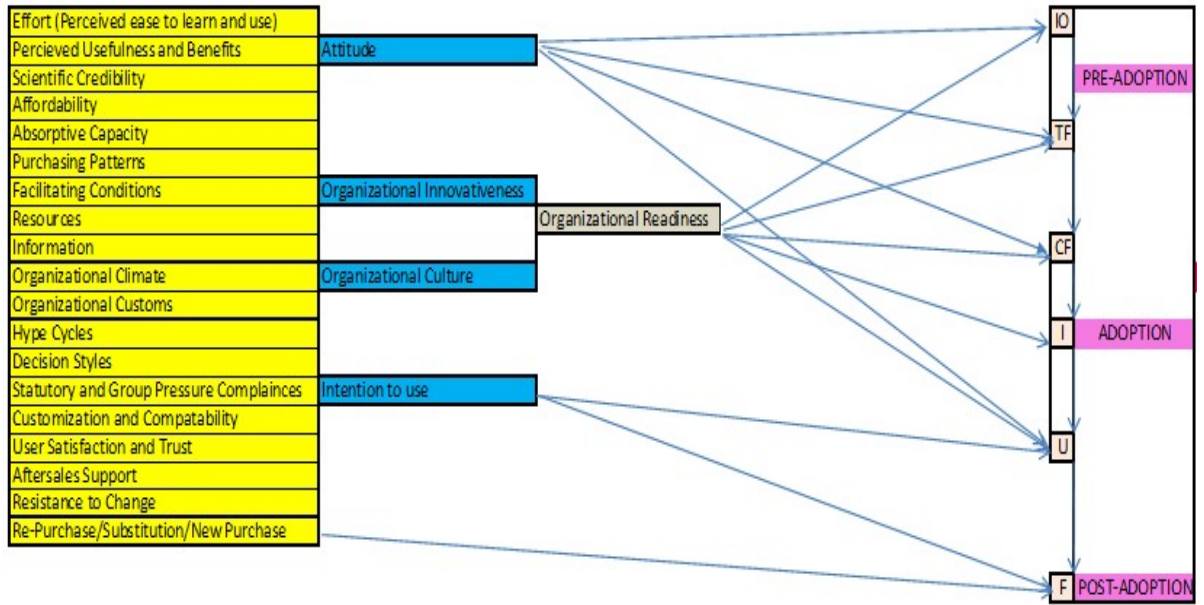 Effort (Perceived ease to learn and use)
IO
Percieved Usefulness and Benefits
Attitude
Scientific Credibility
PRE-ADOPTION
Affordability
Absorptive Capacity
TF
Purchasing Patterns
Facilitating Conditions
Organizational Innovativeness
Resources
Organizational Readiness
Information
CF
Organizational Climate
Organizational Culture
Organizational Customs
Hype Cycles
I
ADOPTION
Decision Styles
Statutory and Group Pressure Complainces
Intention to use
Customization and Compatability
User Satisfaction and Trust
U
Aftersales Support
Resistance to Change
Re-Purchase/Substitution/New Purchase
F
POST-ADOPTION